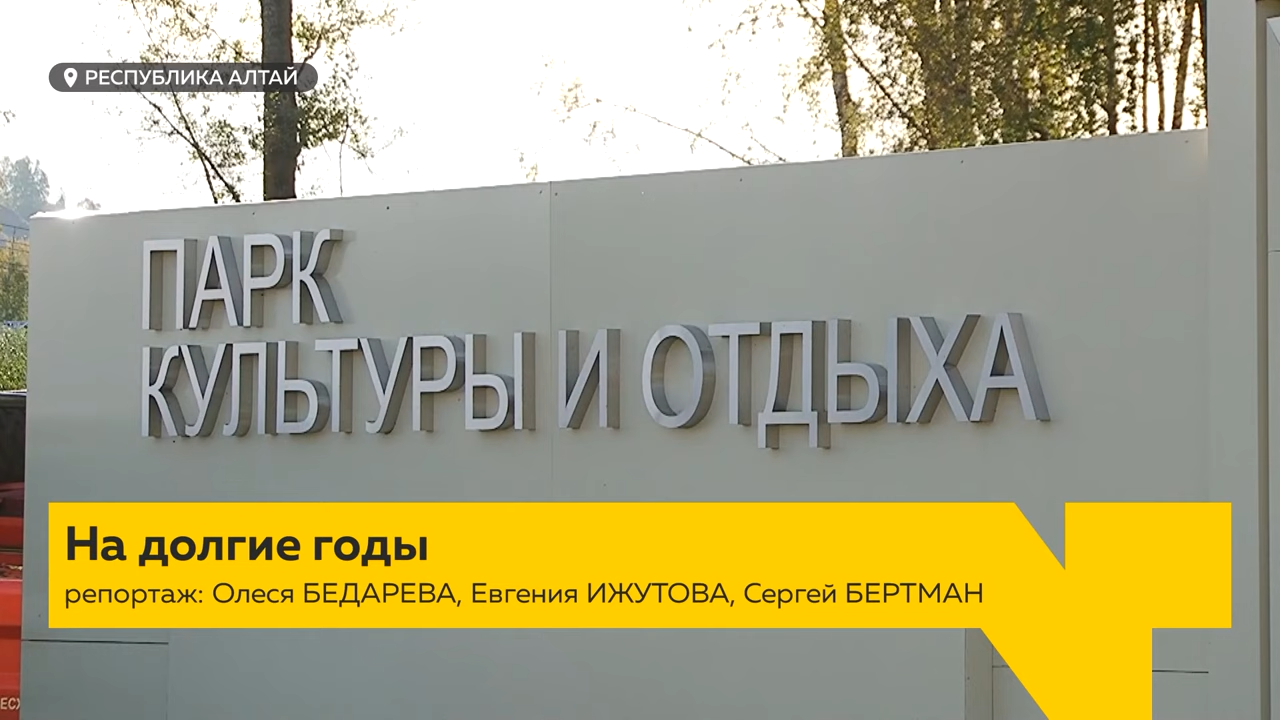 РЕСПУБЛИКА АЛТАЙ
ПАРК
КУЛЬТУРЫ И ОТДЫХА
На долгие годы
репортаж: Олеся БЕДАРЕВА, Евгения ИЖУТОВА, Сергей БЕРТМАН